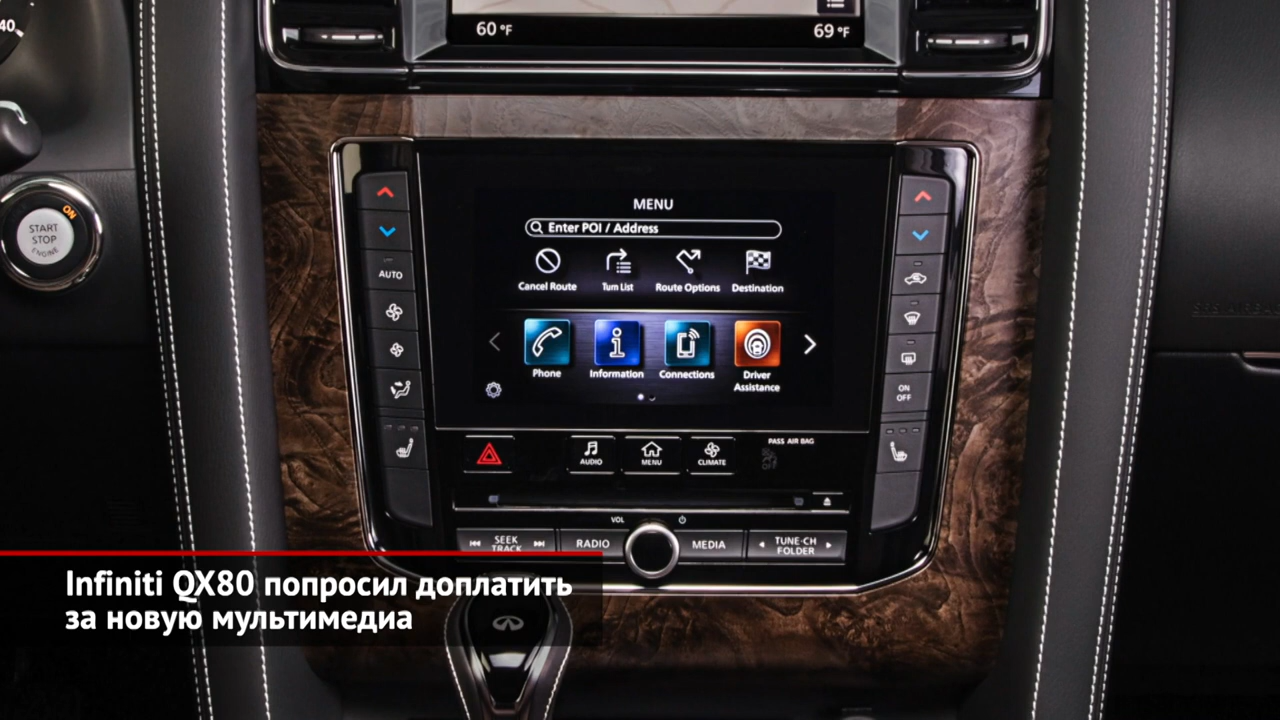 40
60 °F
69 °F
ON
START
STOP
ENGINE
MENU
Enter POI / Address
Cancel Route
Turn List
Route Options
Destination
Phone
Information
Connections
Driver
Assistance
AUTO
ON
OFF
AUDIO
MENU
CLIMATE
PASS AIR BAG
OFF
VOL
SEEK
TRACK
RADIO
MEDIA
TUNE·CH
FOLDER
Infiniti QX80 попросил доплатить
за новую мультимедиа